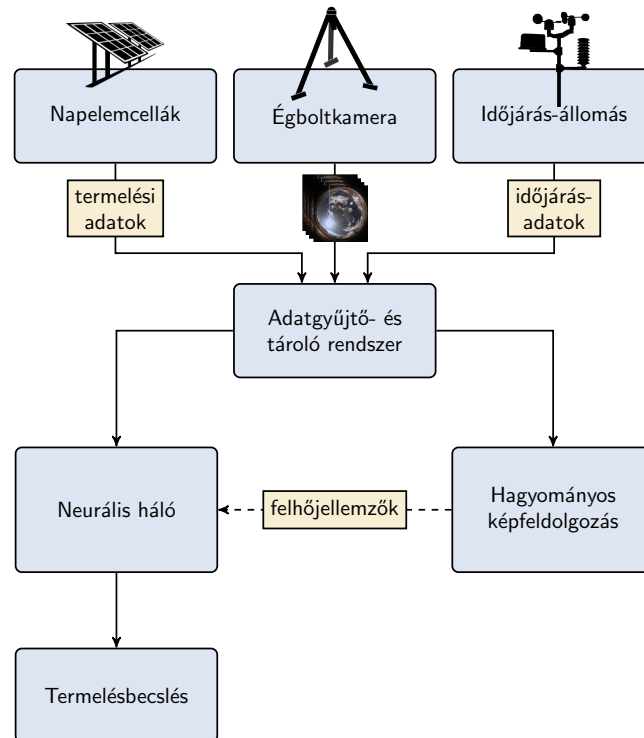 Napelemcellák
Égboltkamera
Időjárás-állomás
termelési
adatok
időjárás-
adatok
Adatgyűjtő- és
tároló rendszer
Neurális háló
felhőjellemzők
Hagyományos
képfeldolgozás
Termelésbecslés